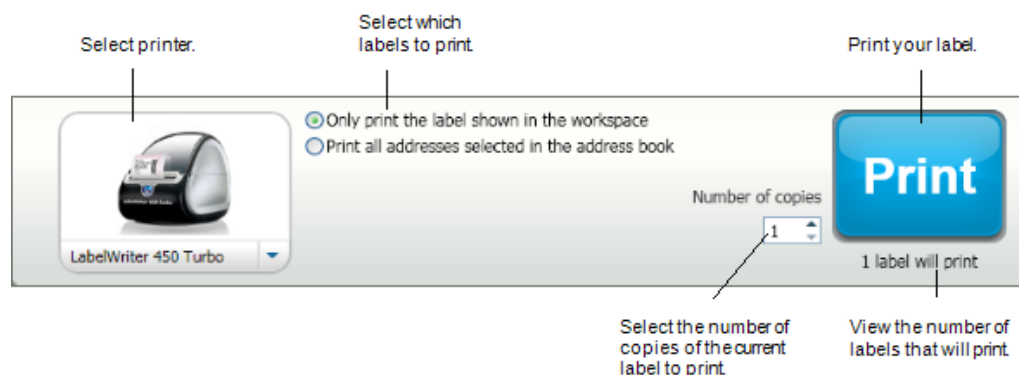 Select printer.
Select which
labels to print.
Print your label.
Only print the label shown in the workspace
Print all addresses selected in the address book
Print
Number of copies
1
LabelWriter 450 Turbo
1 label will print
Select the number of
copies of the current
label to print.
View the number of
labels that will print.